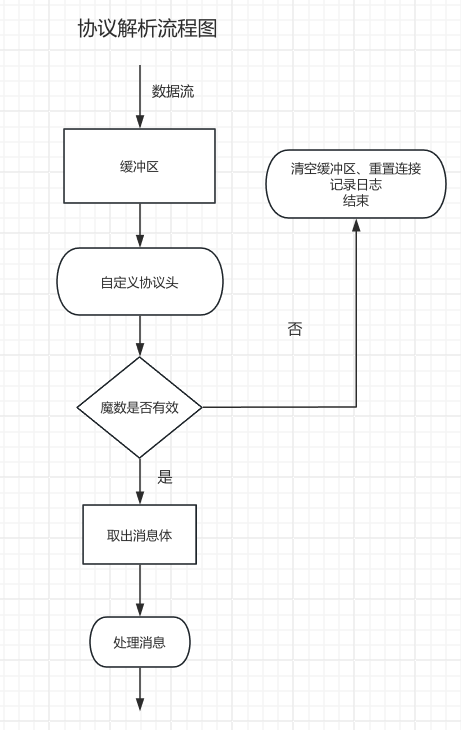 协议解析流程图
数据流
缓冲区
清空缓冲区、重置连接
记录日志
结束
自定义协议头
否
魔数是否有效
是
取出消息体
处理消息